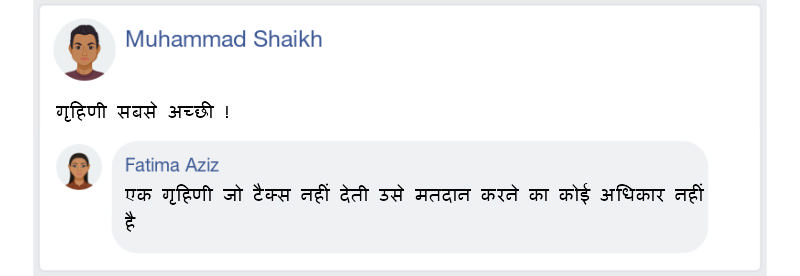 Muhammad Shaikh
गृहिणी सबसे अच्छी !
Fatima Aziz
एक गृहिणी जो टैक्स नहीं देती उसे मतदान करने का कोई अधिकार नहीं
है